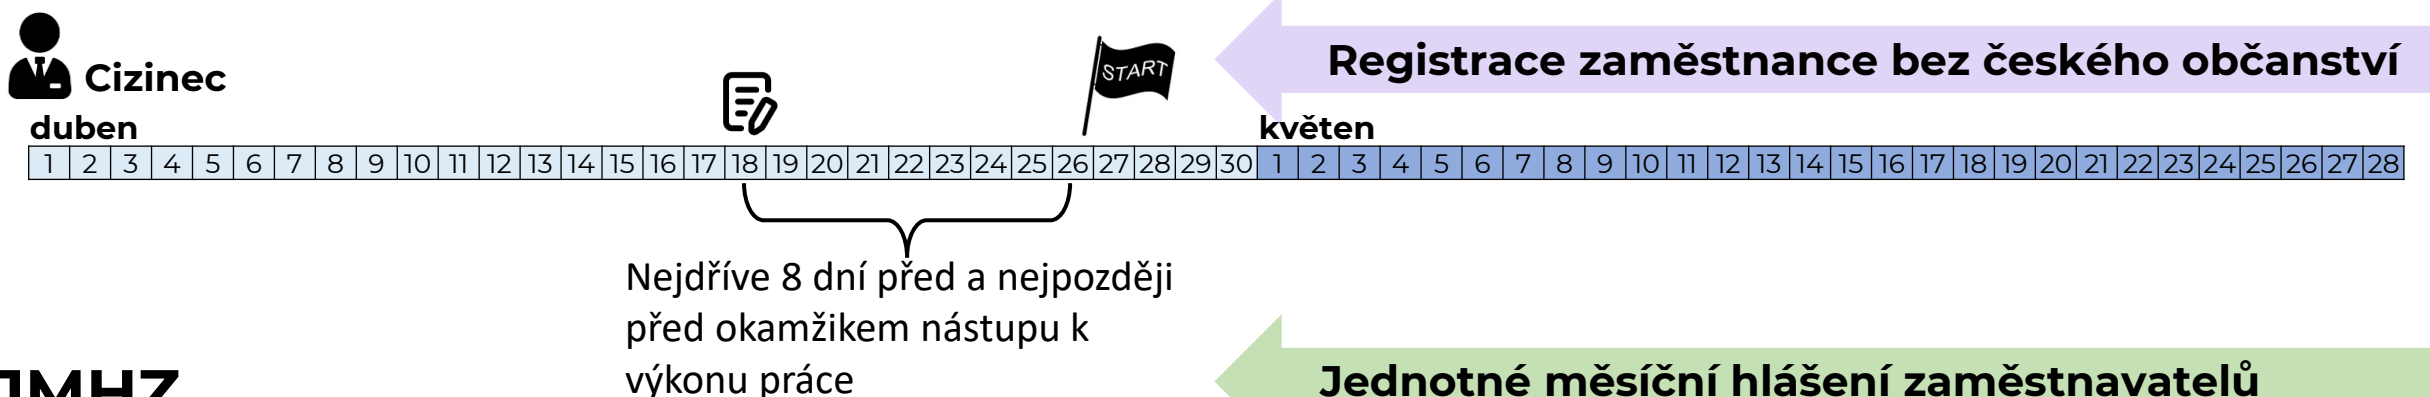 Registrace zaměstnance bez českého občanství
START
Cizinec
duben květen
1 2 3 4 5 6 7 8 9 10 11 12 13 14 15 16 17 18 19 20 21 22 23 24 25 26 27 28 29 30 1 2 3 4 5 6 7 8 9 10 11 12 13 14 15 16 17 18 19 20 21 22 23 24 25 26 27 28
Nejdříve 8 dní před a nejpozději
před okamžikem nástupu k
výkonu práce
JMHZ
Jednotné měsíční hlášení zaměstnavatelů